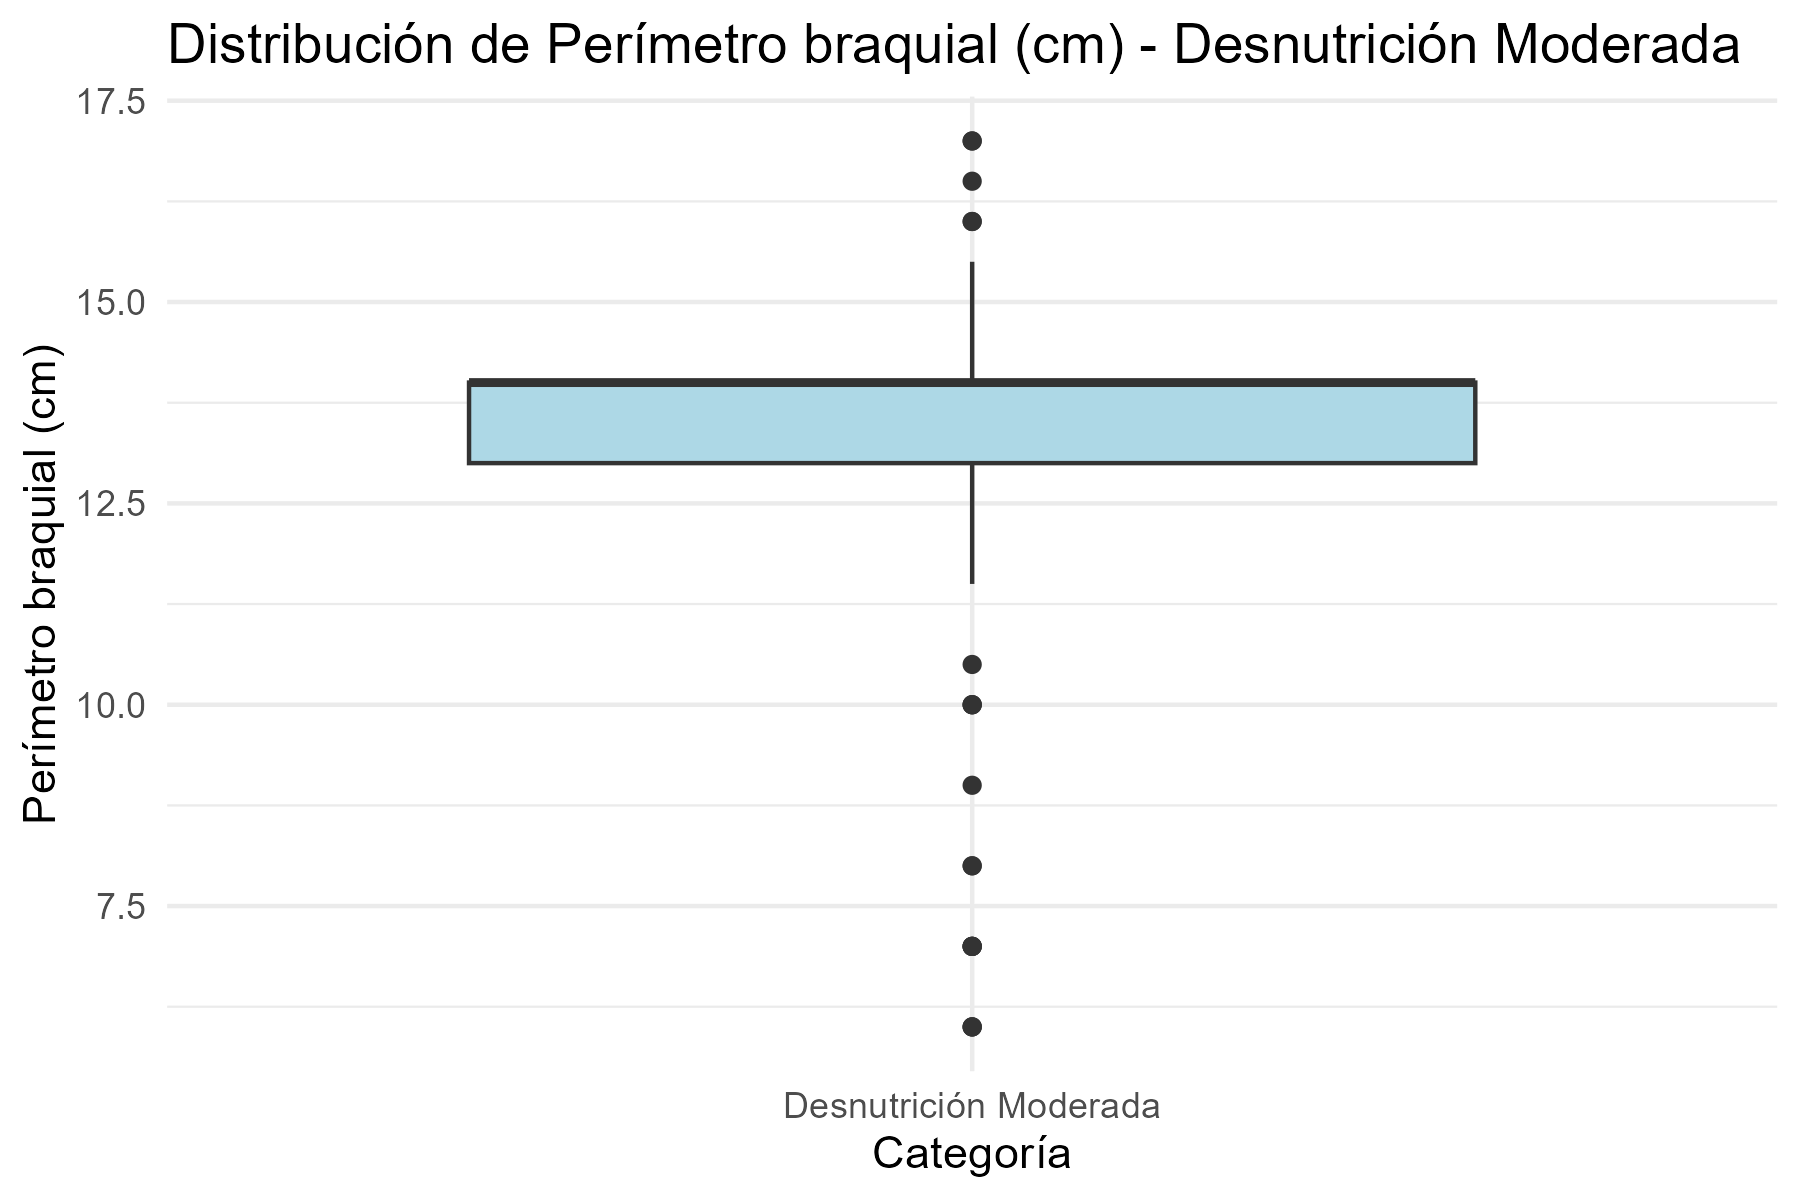 Distribución de Perímetro braquial (cm) - Desnutrición Moderada
Perímetro braquial (cm)
17.5
15.0
12.5
10.0
7.5
Desnutrición Moderada
Categoría